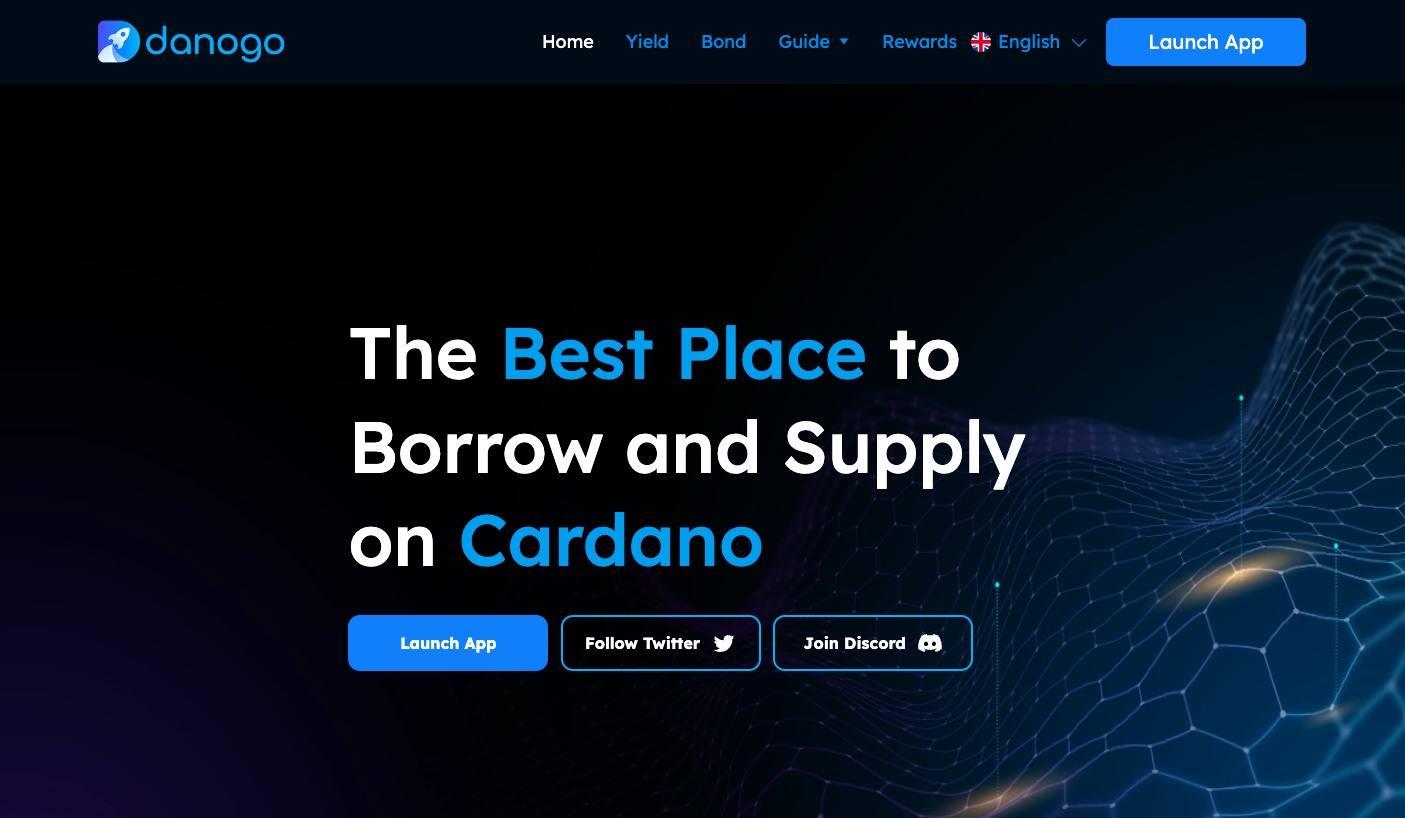 danogo
Home Yield Bond Guide Rewards English Launch App
The Best Place to
Borrow and Supply
on Cardano
Launch App Follow Twitter Join Discord